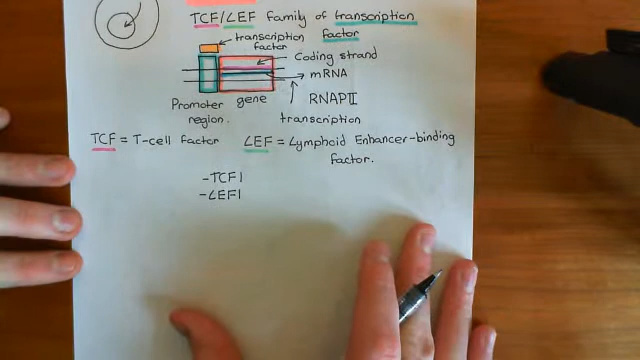 TCF/LEF family of transcription
factor
transcription
factor
Coding strand
mRNA
Promoter gene
region.
RNAPII
transcription
TCF = T-cell factor
LEF = Lymphoid Enhancer-binding
factor.
-TCF1
-LEF1